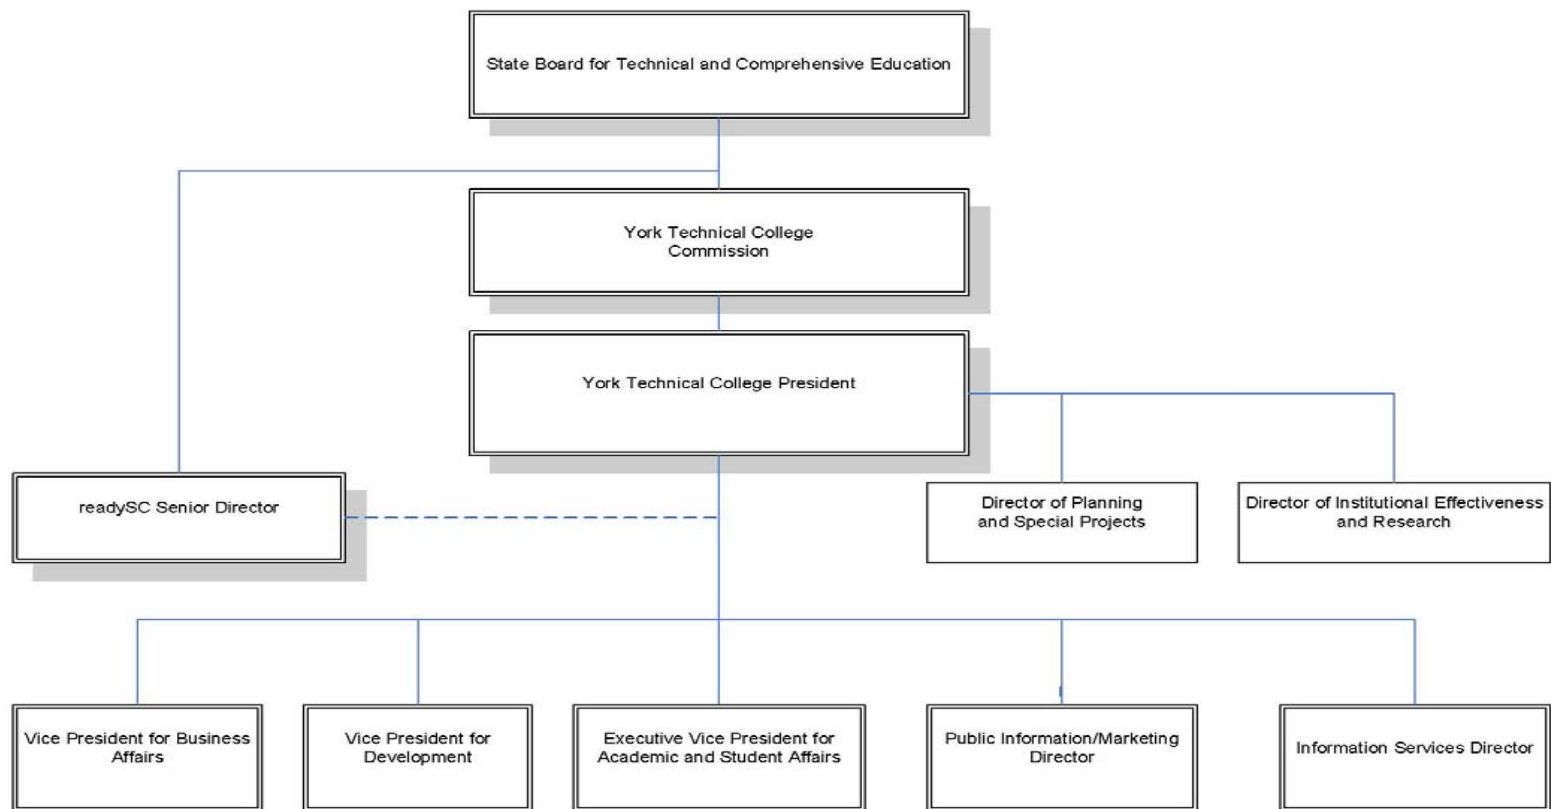 State Board for Technical and Comprehensive Education
York Technical College
Commission
York Technical College President
readySC Senior Director
Director of Planning
and Special Projects
Director of Institutional Effectiveness
and Research
Vice President for Business
Affairs
Vice President for
Development
Executive Vice President for
Academic and Student Affairs
Public Information/Marketing
Director
Information Services Director